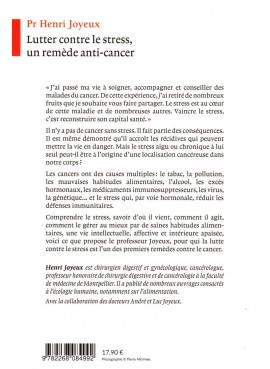 Pr Henri Joyeux
Lutter contre le stress,
un remède anti-cancer
« J'ai passé ma vie à soigner, accompagner et conseiller des
malades du cancer. De cette expérience, j'ai retiré de nombreux
fruits que je souhaite vous faire partager. Le stress est au cœur
de cette maladie et de nombreuses autres. Vaincre le stress,
c'est reconstruire son capital santé. »
Il n'y a pas de cancer sans stress. Il fait partie des conséquences.
Il est même démontré qu'il accroît les récidives qui peuvent
mettre la vie en danger. Mais le stress aigu ou chronique à lui
seul peut-il être à l'origine d'une localisation cancéreuse dans
notre corps ?
Les cancers ont des causes multiples : le tabac, la pollution,
les mauvaises habitudes alimentaires, l'alcool, les excès
hormonaux, les médicaments immunosuppresseurs, les virus,
la génétique... et le stress qui, par voie hormonale, réduit les
défenses immunitaires.
Comprendre le stress, savoir d'où il vient, comment il agit,
comment le gérer au mieux par de saines habitudes alimen-
taires, une vie intellectuelle, affective et intérieure apaisée,
voici ce que propose le professeur Joyeux, pour qui la lutte
contre le stress est l'un des premiers remèdes contre le cancer.
Henri Joyeux est chirurgien digestif et gynécologique, cancérologue,
professeur honoraire de chirurgie digestive et de cancérologie à la faculté
de médecine de Montpellier. Il a publié de nombreux ouvrages consacrés
à l'écologie humaine, notamment sur l'alimentation.
Avec la collaboration des docteurs André et Luc Joyeux.
17,90 €
9 782268 084992